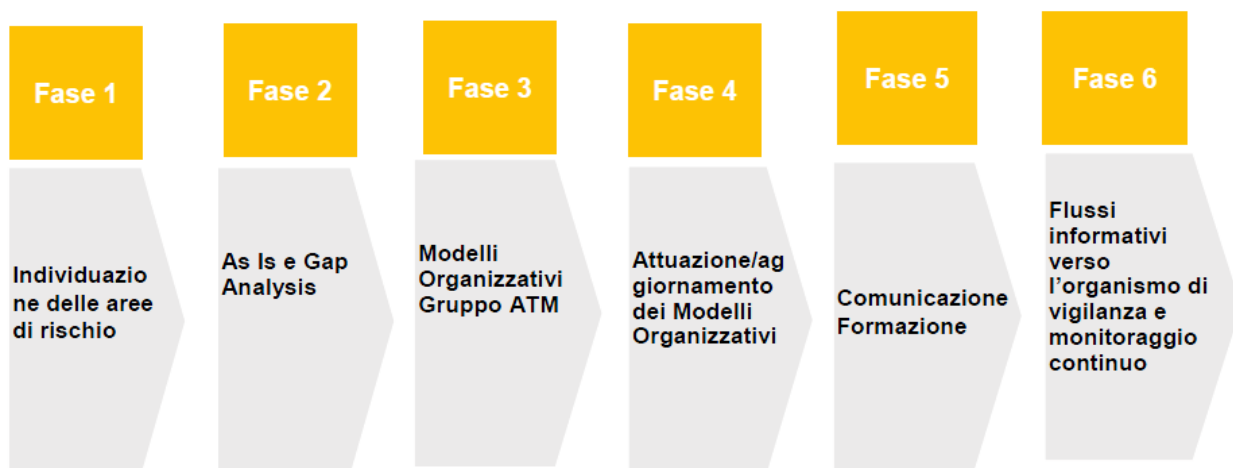 Fase 1
Individuazio
ne delle aree
di rischio
Fase 2
As Is e Gap
Analysis
Fase 3
Modelli
Organizzativi
Gruppo ATM
Fase 4
Attuazione/ag
giornamento
dei Modelli
Organizzativi
Fase 5
Comunicazione
Formazione
Fase 6
Flussi
informativi
verso
l'organismo di
vigilanza e
monitoraggio
continuo